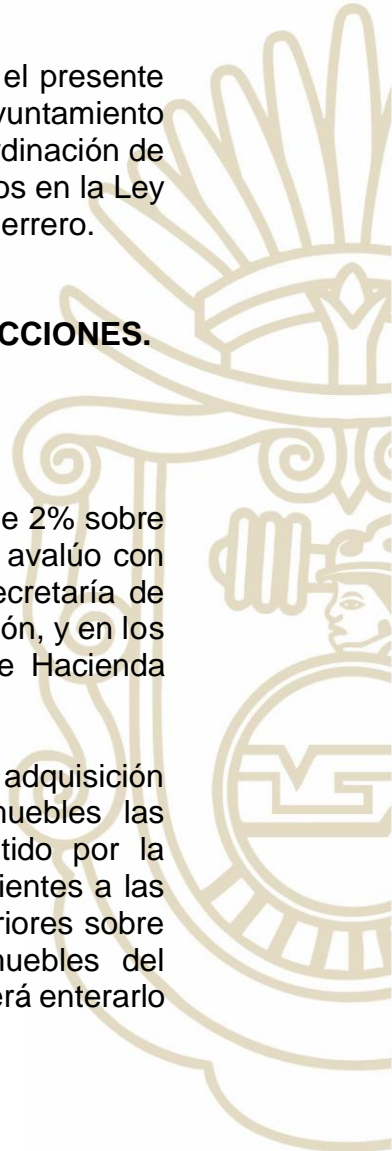 el presente
yuntamiento
rdinación de
os en la Ley
errero.
CCIONES.
e 2% sobre
avalúo con
ecretaría de
ión, y en los
e Hacienda
adquisición
nuebles las
tido por la
ientes a las
riores sobre
nuebles del
erá enterarlo